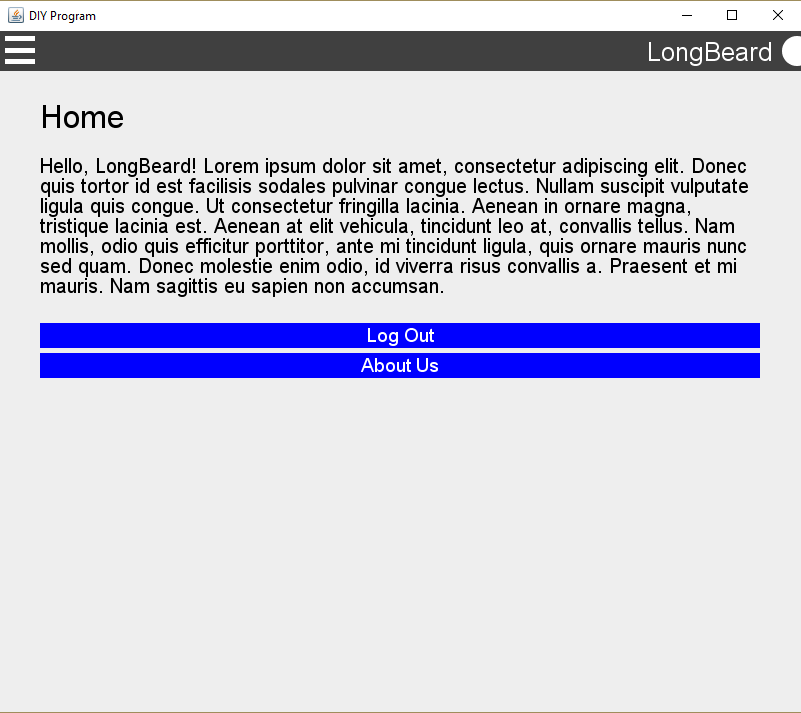 DIY Program
LongBeard
Home
Hello, LongBeard! Lorem ipsum dolor sit amet, consectetur adipiscing elit. Donec
quis tortor id est facilisis sodales pulvinar congue lectus. Nullam suscipit vulputate
ligula quis congue. Ut consectetur fringilla lacinia. Aenean in ornare magna,
tristique lacinia est. Aenean at elit vehicula, tincidunt leo at, convallis tellus. Nam
mollis, odio quis efficitur porttitor, ante mi tincidunt ligula, quis ornare mauris nunc
sed quam. Donec molestie enim odio, id viverra risus convallis a. Praesent et mi
mauris. Nam sagittis eu sapien non accumsan.
Log Out
About Us